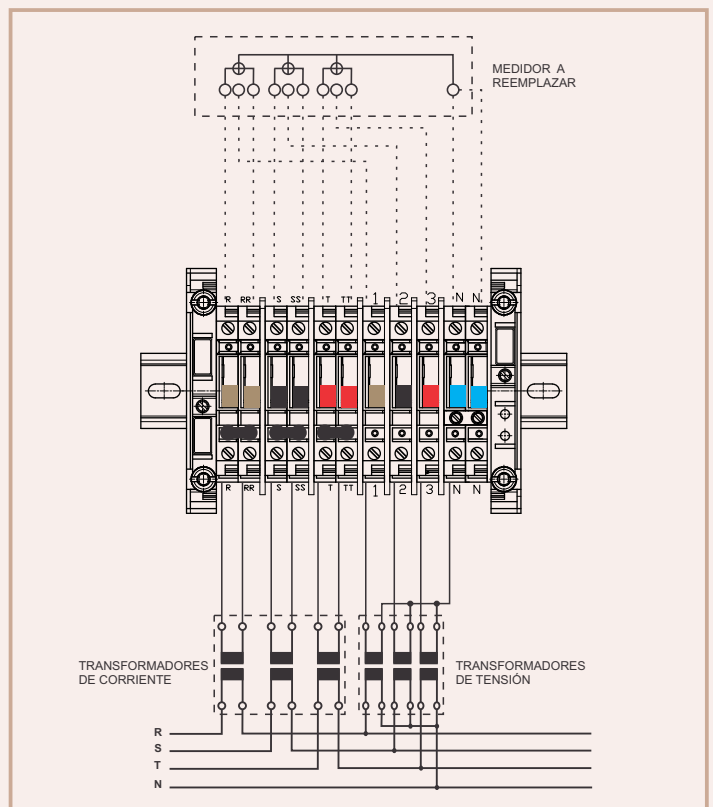 MEDIDOR A
REEMPLAZAR
R RR S SS T TT 1 2 3 N N
R RR S SS T TT 1 2 3 N N
TRANSFORMADORES
DE CORRIENTE
TRANSFORMADORES
DE TENSIÓN
R
S
T
N